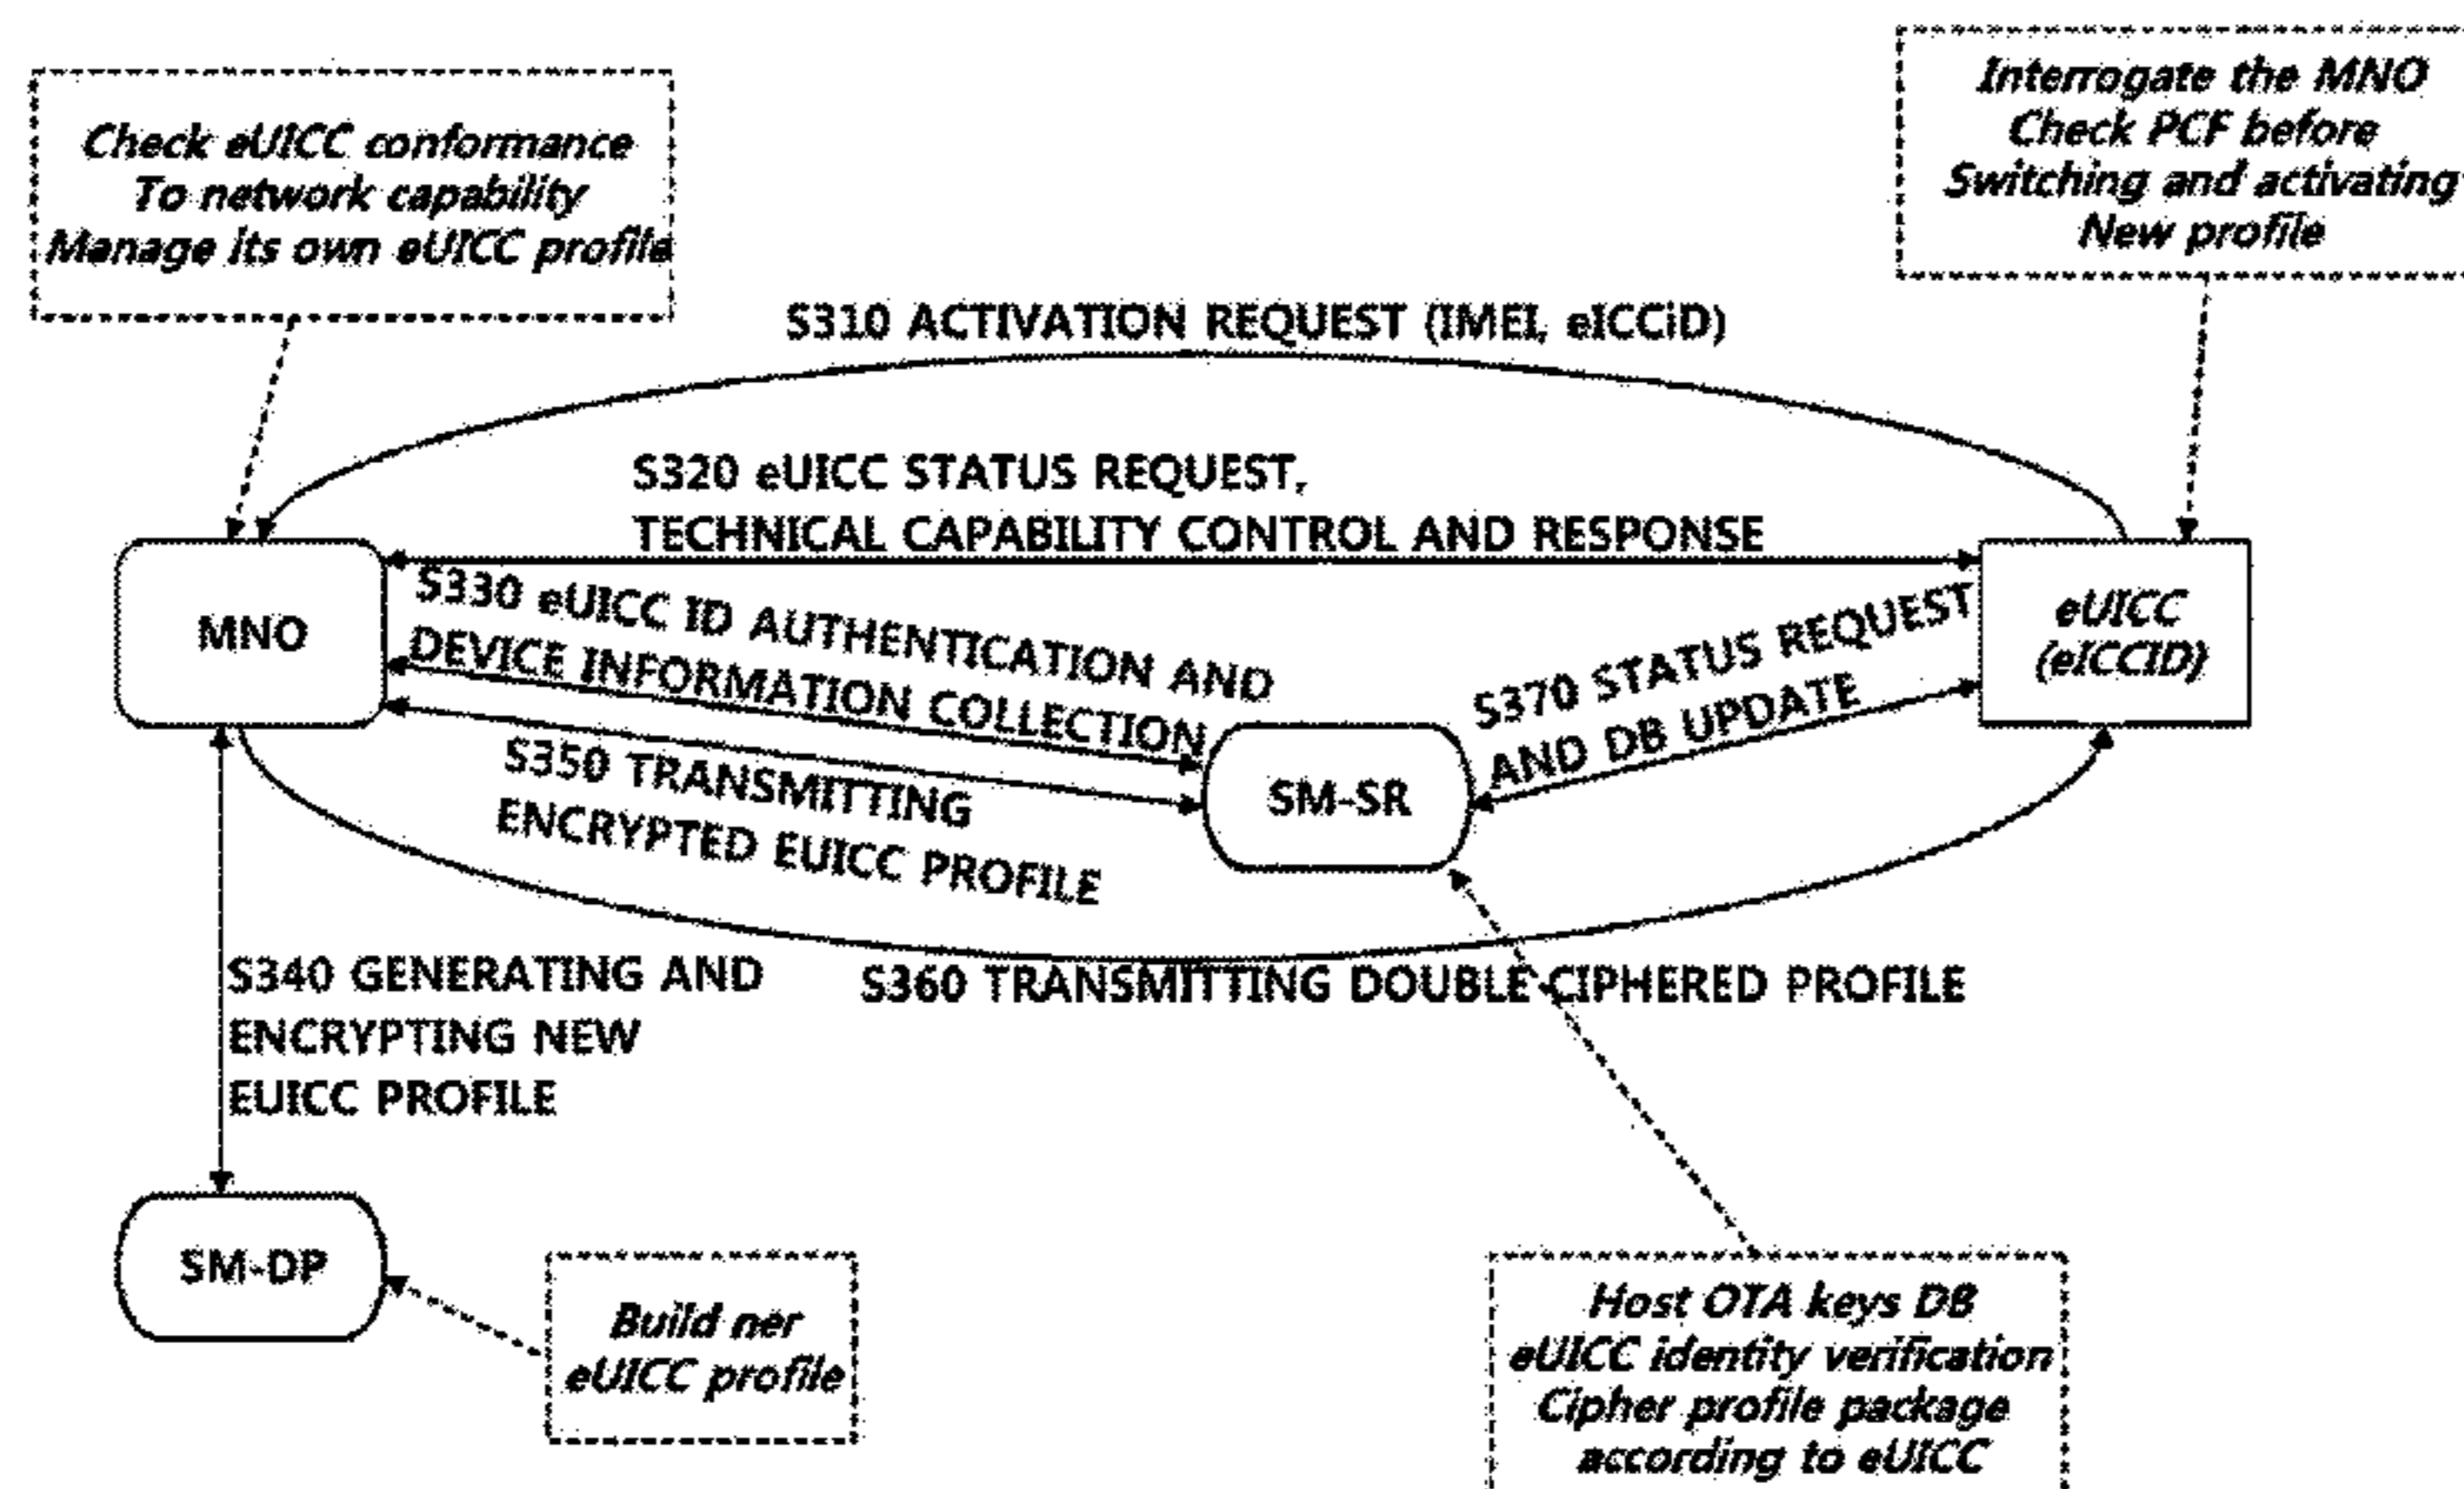 Interrogate the MNO
Check PCF before
Switching and activating
New profile
Check eUICC conformance
To network capability
Manage its own eUICC profile
S310 ACTIVATION REQUEST (IMEI, eICCiD)
S320 eUICC STATUS REQUEST,
TECHNICAL CAPABILITY CONTROL AND RESPONSE
MNO
S330 eUICC ID AUTHENTICATION AND
DEVICE INFORMATION COLLECTION
S370 STATUS REQUEST
AND DB UPDATE
eUICC
(eICCID)
S350 TRANSMITTING
ENCRYPTED EUICC PROFILE
SM-SR
S340 GENERATING AND
ENCRYPTING NEW
EUICC PROFILE
S360 TRANSMITTING DOUBLE CIPHERED PROFILE
SM-DP
Build ner
eUICC profile
Host OTA keys DB
eUICC identity verification
Cipher profile package
according to eUICC